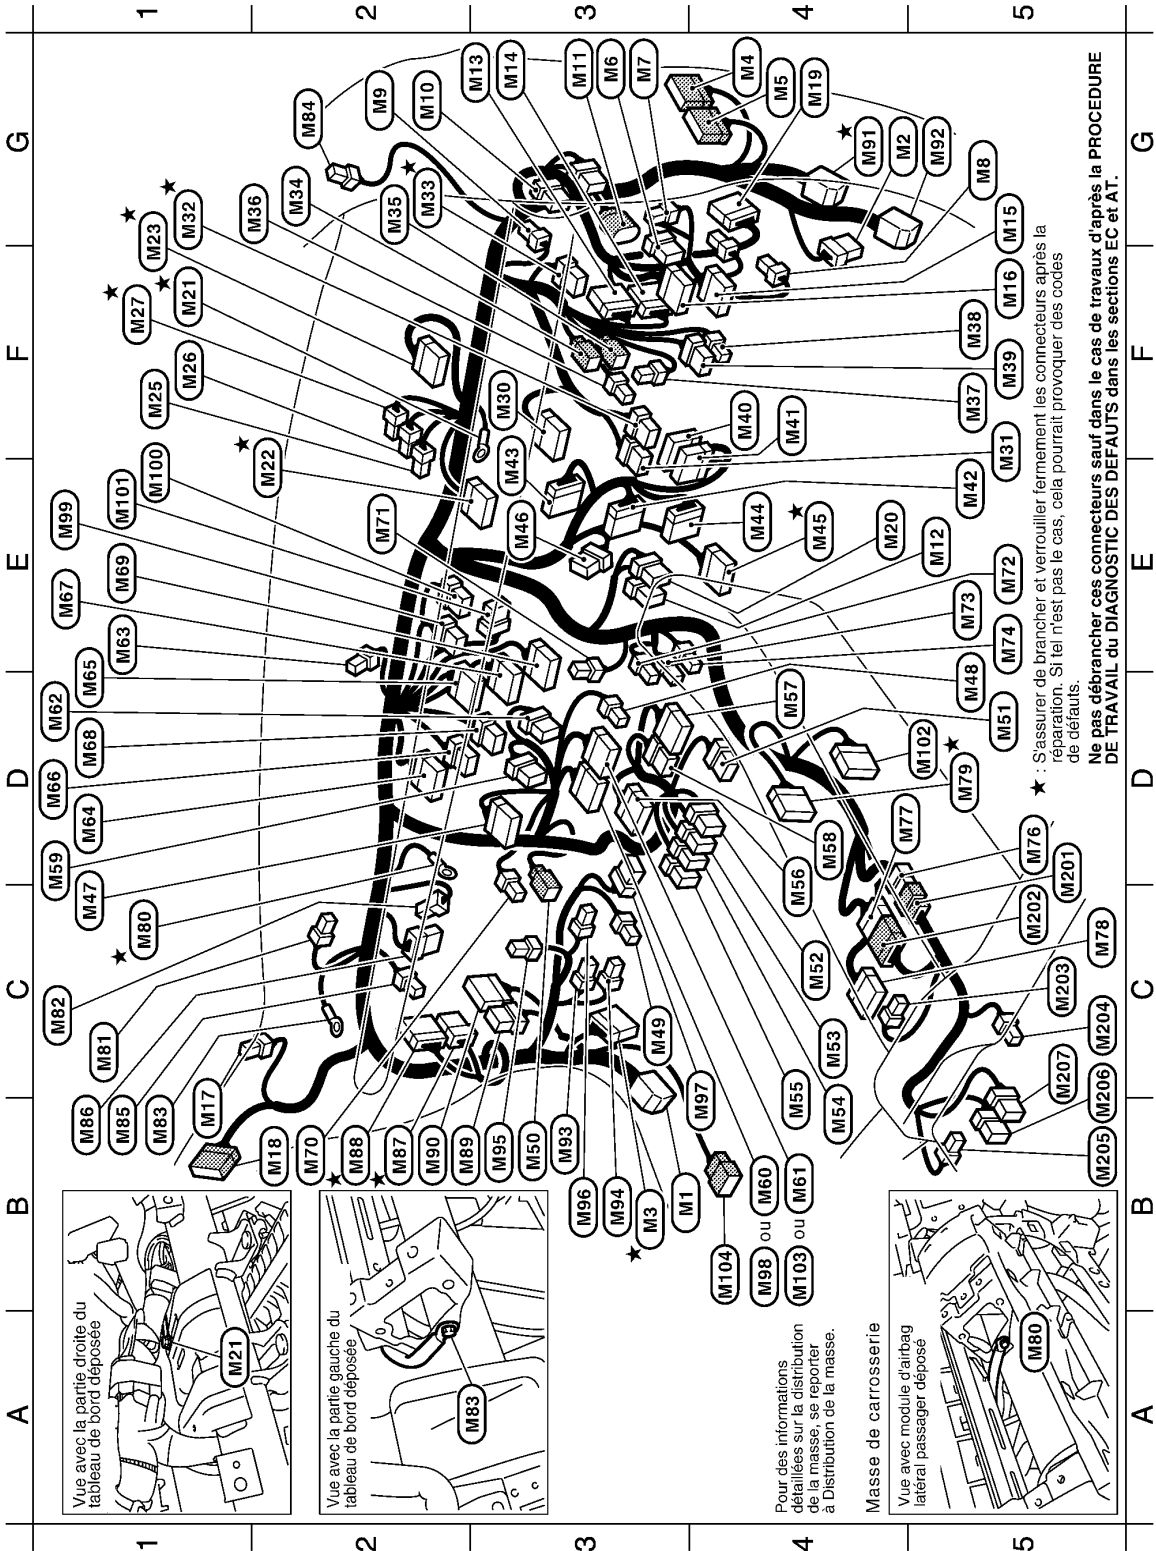 A
B
C
D
E
F
G
1
2
3
4
5
Vue avec la partie droite du
tableau de bord déposée
M21
Vue avec la partie gauche du
tableau de bord déposée
M83
Pour des informations
détaillées sur la distribution
de la masse, se reporter
à Distribution de la masse.
Masse de carrosserie
Vue avec module d'airbag
latéral passager déposé
M80
M86
M85
M83
M17
M18
M70
★ M88
★ M87
M90
M89
M95
M50
M93
M96
M94
★ M3
M1
M104
M98 ou M60
M103 ou M61
M97
M49
M82
M81
★ M80
M47
M59
M64
M66
M68
M62
M65
M63
M67
M69
M99
M101
M100
★ M22
M25
M26
★ M27
★ M21
★ M23
★ M32
M36
M34
M35
★ M33
M84
M9
M10
M13
M14
M11
M6
M7
M4
M5
M19
★ M91
M2
M92
M8
M15
M16
M38
M39
M37
M40
M41
M31
M42
M44
★ M45
M20
M12
M72
M73
M74
M48
M51
M57
M102
★ M79
M58
M56
M77
M76
M201
M202
M78
M52
M53
M55
M54
M203
M204
M207
M206
M205
M71
M46
M43
M30
★ : S'assurer de brancher et verrouiller fermement les connecteurs après la
réparation. Si tel n'est pas le cas, cela pourrait provoquer des codes
de défauts.
Ne pas débrancher ces connecteurs sauf dans le cas de travaux d'après la PROCEDURE
DE TRAVAIL du DIAGNOSTIC DES DEFAUTS dans les sections EC et AT.
A
B
C
D
E
F
G
1
2
3
4
5